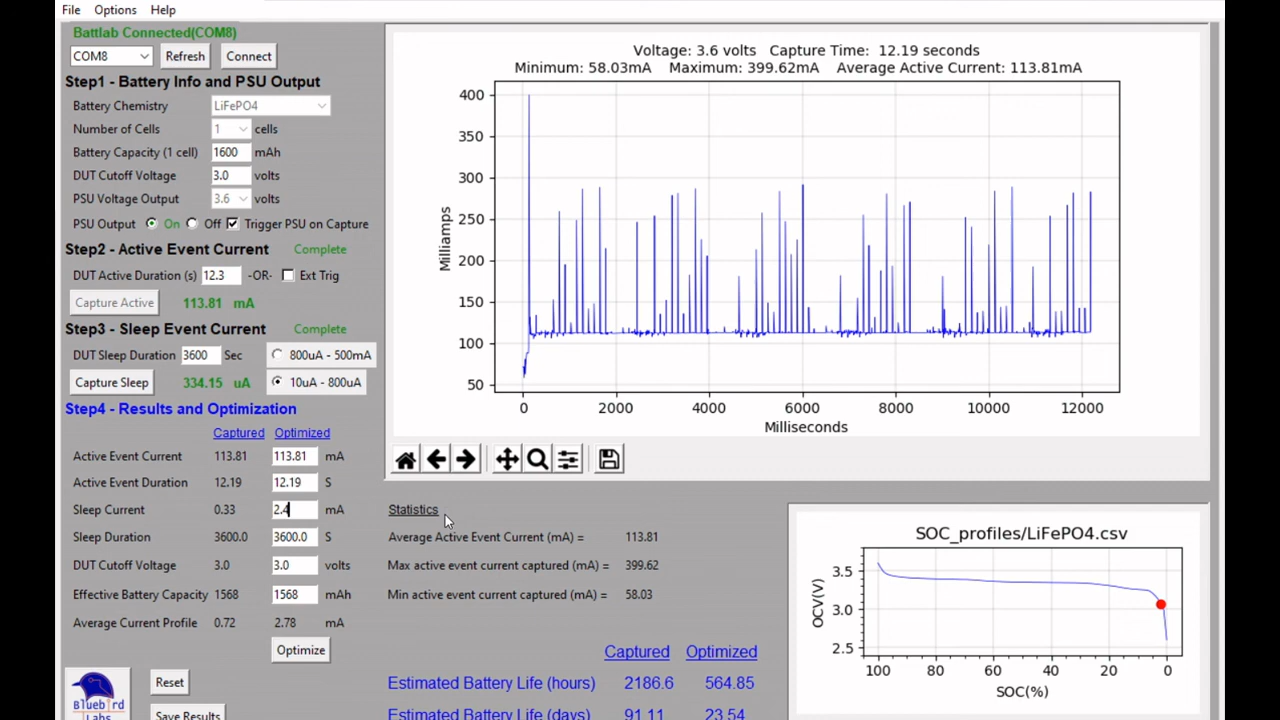 File Options Help
Battlab Connected(COM8)
COM8 Refresh Connect
Step1 - Battery Info and PSU Output
Battery Chemistry LiFePO4
Number of Cells 1 cells
Battery Capacity (1 cell) 1600 mAh
DUT Cutoff Voltage 3.0 volts
PSU Voltage Output 3.6 volts
PSU Output On Off Trigger PSU on Capture
Step2 - Active Event Current Complete
DUT Active Duration (s) 12.3 -OR- Ext Trig
Capture Active 113.81 mA
Step3 - Sleep Event Current Complete
DUT Sleep Duration 3600 Sec 800uA - 500mA
Capture Sleep 334.15 uA 10uA - 800uA
Step4 - Results and Optimization
Captured Optimized
Active Event Current 113.81 113.81 mA
Active Event Duration 12.19 12.19 S
Sleep Current 0.33 2.4 mA
Sleep Duration 3600.0 3600.0 S
DUT Cutoff Voltage 3.0 3.0 volts
Effective Battery Capacity 1568 1568 mAh
Average Current Profile 0.72 2.78 mA
Optimize
Bluebird
Labs
Reset
Save Results
Voltage: 3.6 volts Capture Time: 12.19 seconds
Minimum: 58.03mA Maximum: 399.62mA Average Active Current: 113.81mA
Milliamps
400
350
300
250
200
150
100
50
0 2000 4000 6000 8000 10000 12000
Milliseconds
Statistics
Average Active Event Current (mA) = 113.81
Max active event current captured (mA) = 399.62
Min active event current captured (mA) = 58.03
Captured Optimized
Estimated Battery Life (hours) 2186.6 564.85
Estimated Battery Life (days) 91.11 23.54
SOC_profiles/LiFePO4.csv
OCV(V)
3.5
3.0
2.5
100 80 60 40 20 0
SOC(%)